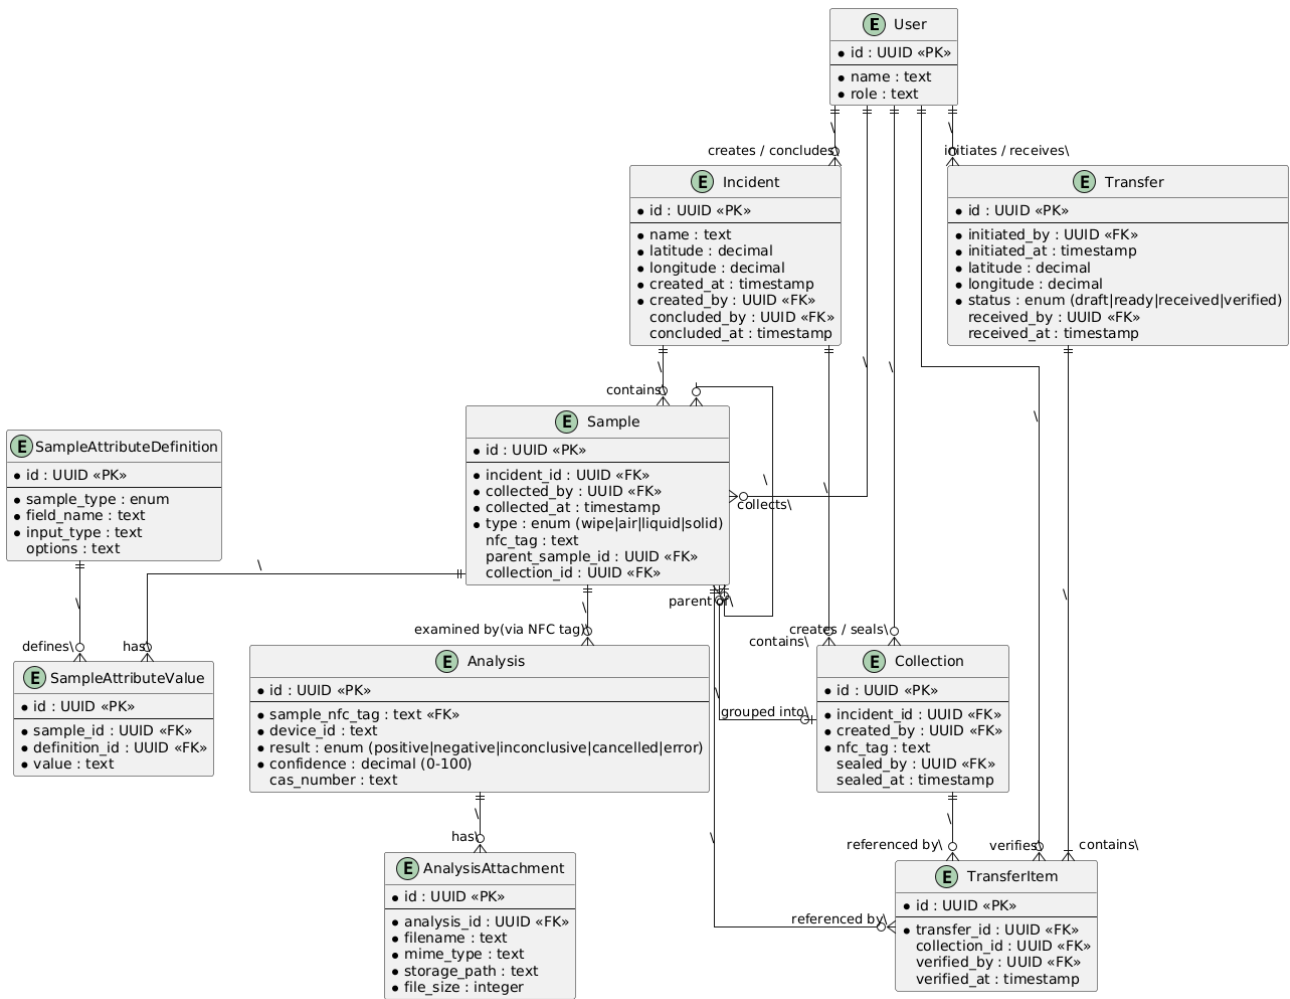 E User
* id : UUID «PK»
* name : text
* role : text
\
\
creates / concludes\
initiates / receives\
E Incident
* id : UUID «PK»
* name : text
* latitude : decimal
* longitude : decimal
* created_at : timestamp
* created_by : UUID «FK»
concluded_by : UUID «FK»
concluded_at : timestamp
E Transfer
* id : UUID «PK»
* initiated_by : UUID «FK»
* initiated_at : timestamp
* latitude : decimal
* longitude : decimal
* status : enum (draft|ready|received|verified)
received_by : UUID «FK»
received_at : timestamp
\
\
\
\
contains\
E Sample
* id : UUID «PK»
* incident_id : UUID «FK»
* collected_by : UUID «FK»
* collected_at : timestamp
* type : enum (wipe|air|liquid|solid)
nfc_tag : text
parent_sample_id : UUID «FK»
collection_id : UUID «FK»
\
\
collects\
E SampleAttributeDefinition
* id : UUID «PK»
* sample_type : enum
* field_name : text
* input_type : text
options : text
\
\
\
\
parent of\
defines\
has\
examined by(via NFC tag)\
creates / seals\
contains\
E SampleAttributeValue
* id : UUID «PK»
* sample_id : UUID «FK»
* definition_id : UUID «FK»
* value : text
E Analysis
* id : UUID «PK»
* sample_nfc_tag : text «FK»
* device_id : text
* result : enum (positive|negative|inconclusive|cancelled|error)
* confidence : decimal (0-100)
cas_number : text
\
grouped into\
E Collection
* id : UUID «PK»
* incident_id : UUID «FK»
* created_by : UUID «FK»
* nfc_tag : text
sealed_by : UUID «FK»
sealed_at : timestamp
\
\
\
has\
referenced by\
verifies\
contains\
E AnalysisAttachment
* id : UUID «PK»
* analysis_id : UUID «FK»
* filename : text
* mime_type : text
* storage_path : text
* file_size : integer
referenced by\
E TransferItem
* id : UUID «PK»
* transfer_id : UUID «FK»
collection_id : UUID «FK»
verified_by : UUID «FK»
verified_at : timestamp